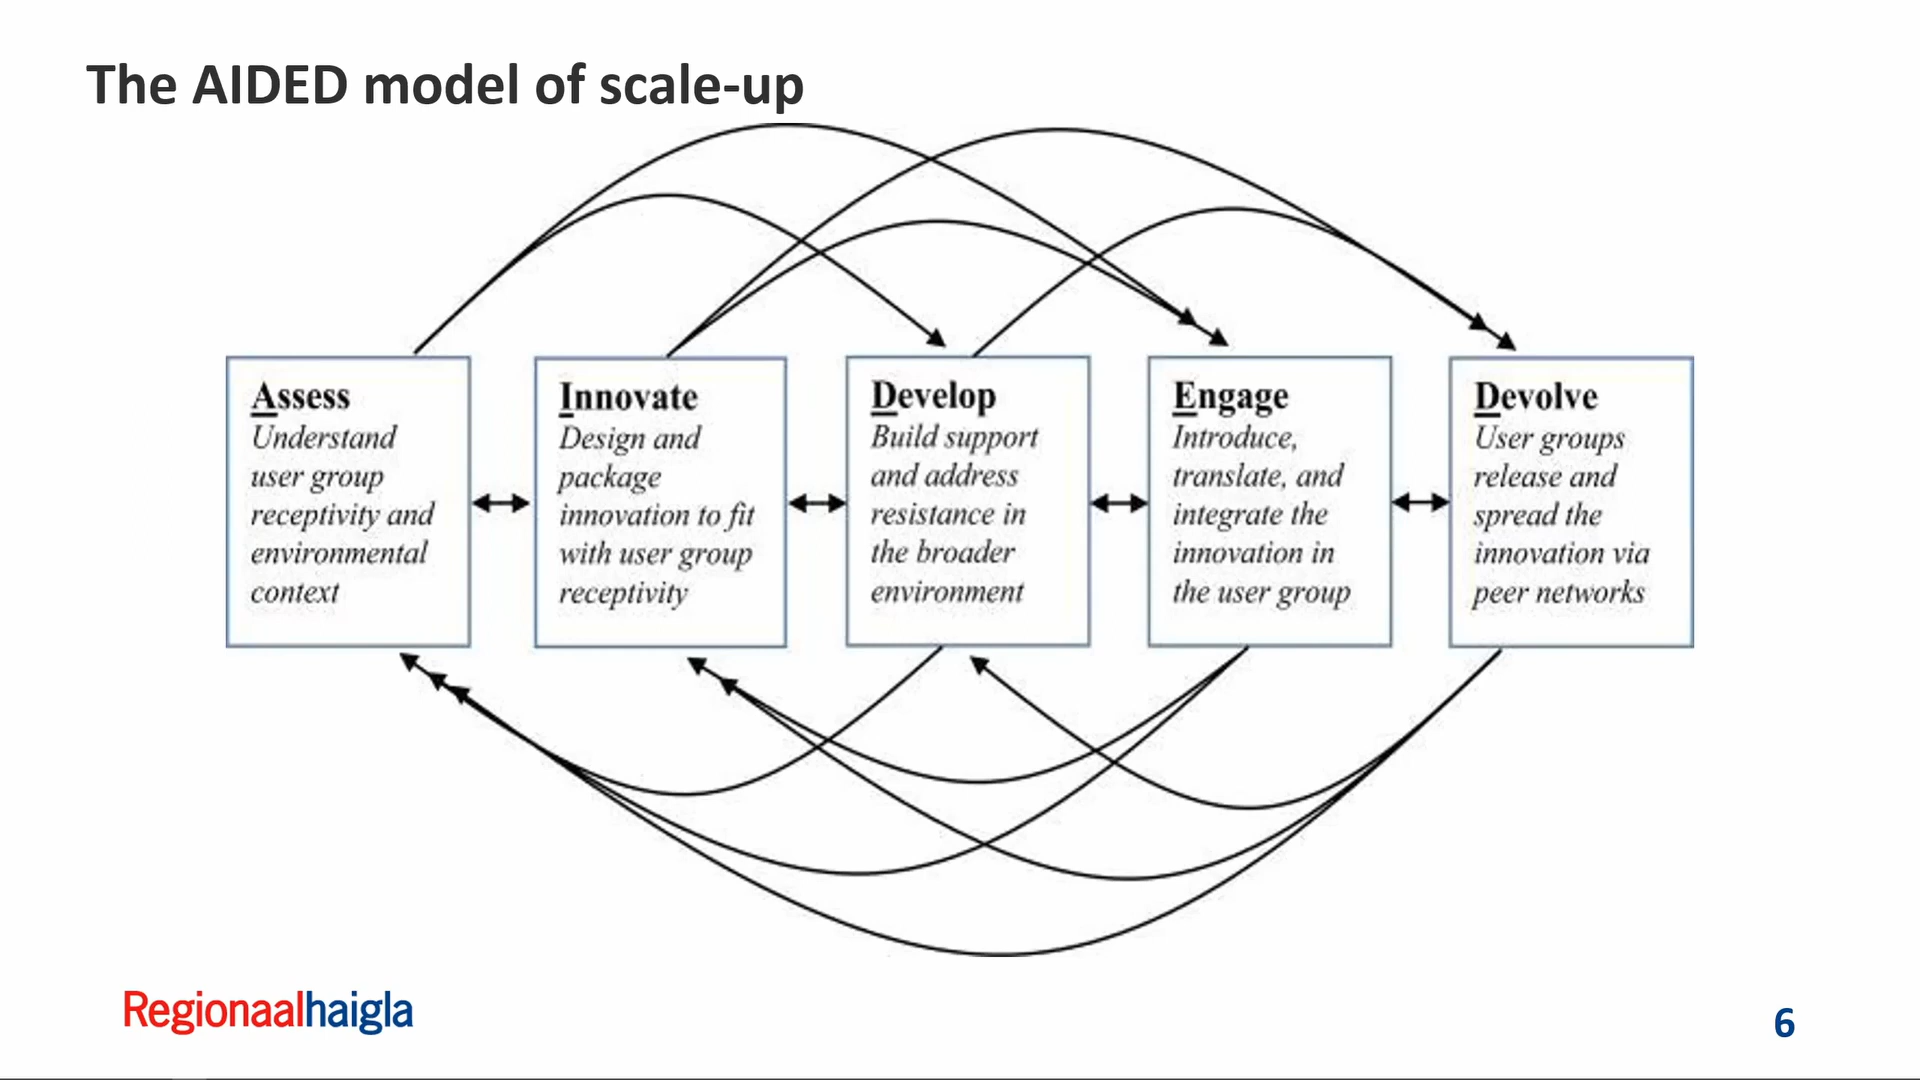 The AIDED model of scale-up
Assess
Understand
user group
receptivity and
environmental
context
Innovate
Design and
package
innovation to fit
with user group
receptivity
Develop
Build support
and address
resistance in
the broader
environment
Engage
Introduce,
translate, and
integrate the
innovation in
the user group
Devolve
User groups
release and
spread the
innovation via
peer networks
Regionaalhaigla
6